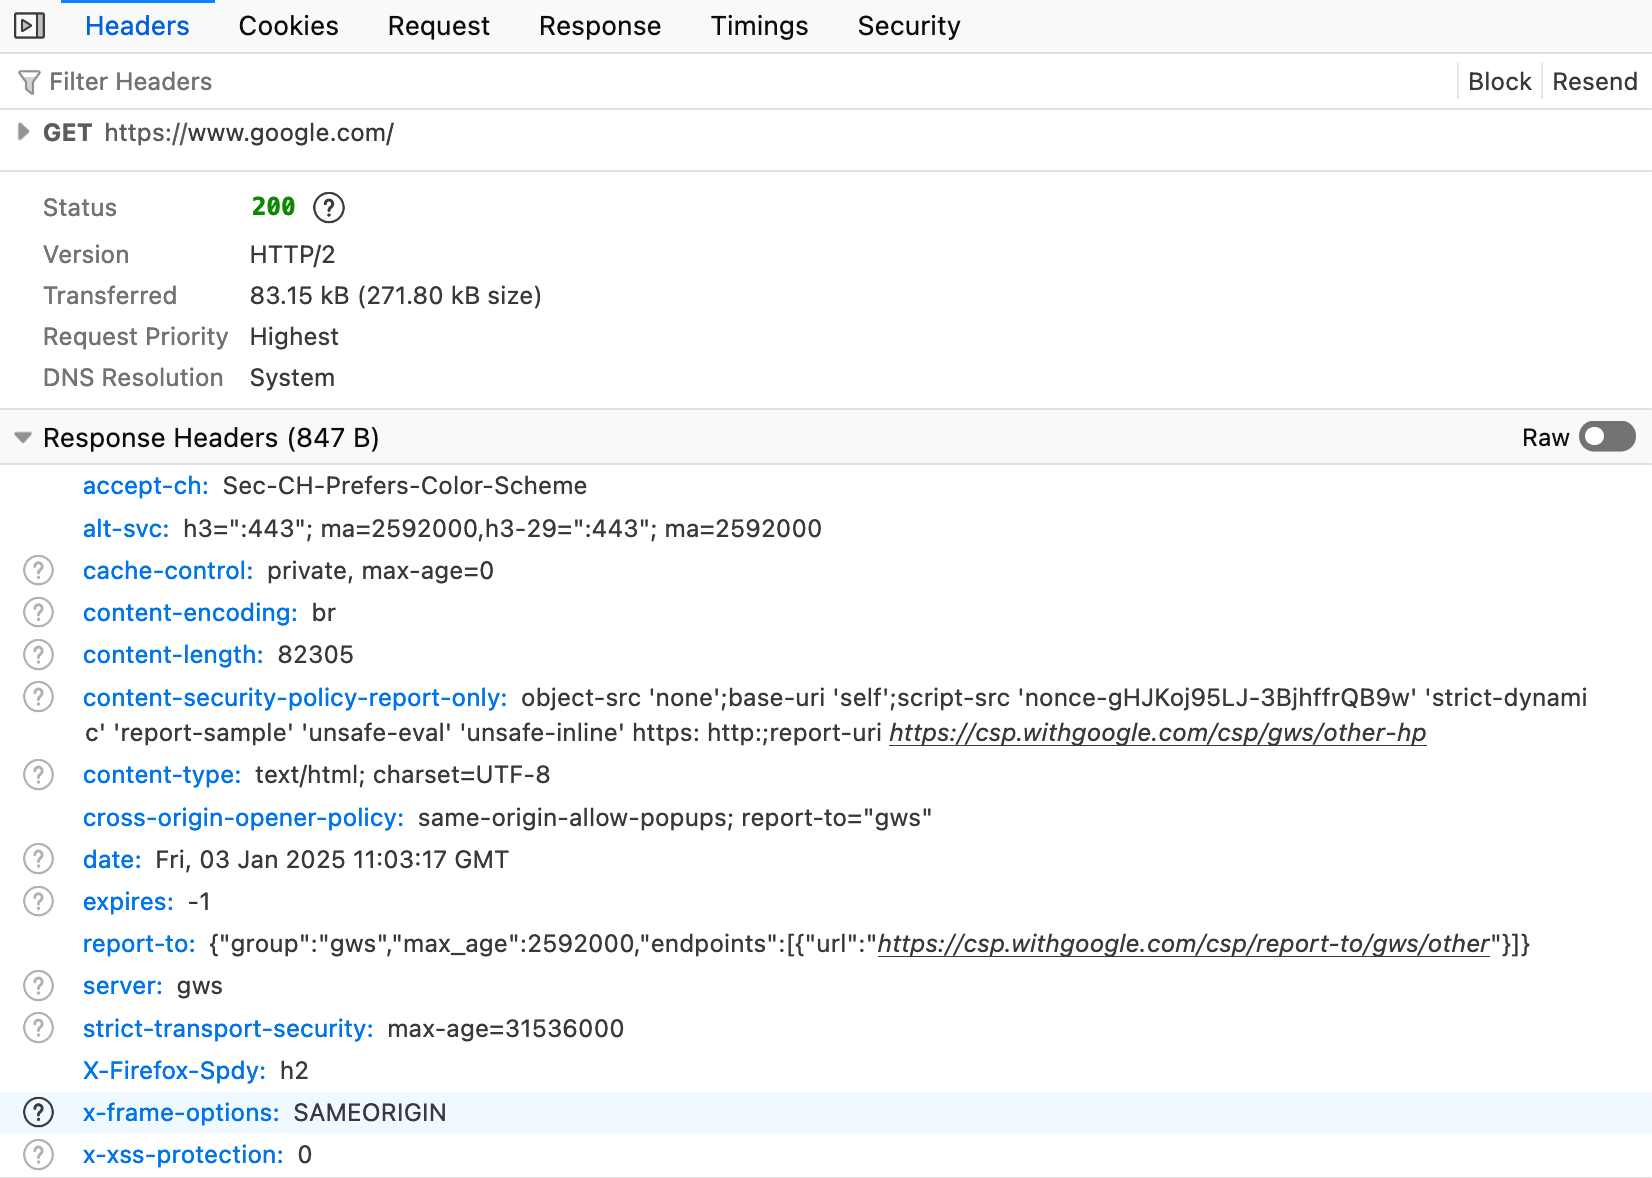 Headers Cookies Request Response Timings Security
Filter Headers Block Resend
GET https://www.google.com/
Status 200 ?
Version HTTP/2
Transferred 83.15 kB (271.80 kB size)
Request Priority Highest
DNS Resolution System
Response Headers (847 B) Raw
accept-ch: Sec-CH-Prefers-Color-Scheme
alt-svc: h3=":443"; ma=2592000,h3-29=":443"; ma=2592000
? cache-control: private, max-age=0
? content-encoding: br
? content-length: 82305
? content-security-policy-report-only: object-src 'none';base-uri 'self';script-src 'nonce-gHJKoj95LJ-3BjhffrQB9w' 'strict-dynami
c' 'report-sample' 'unsafe-eval' 'unsafe-inline' https: http:;report-uri https://csp.withgoogle.com/csp/gws/other-hp
? content-type: text/html; charset=UTF-8
cross-origin-opener-policy: same-origin-allow-popups; report-to="gws"
? date: Fri, 03 Jan 2025 11:03:17 GMT
? expires: -1
report-to: {"group":"gws","max_age":2592000,"endpoints":[{"url":"https://csp.withgoogle.com/csp/report-to/gws/other"}]}
? server: gws
? strict-transport-security: max-age=31536000
X-Firefox-Spdy: h2
? x-frame-options: SAMEORIGIN
? x-xss-protection: 0